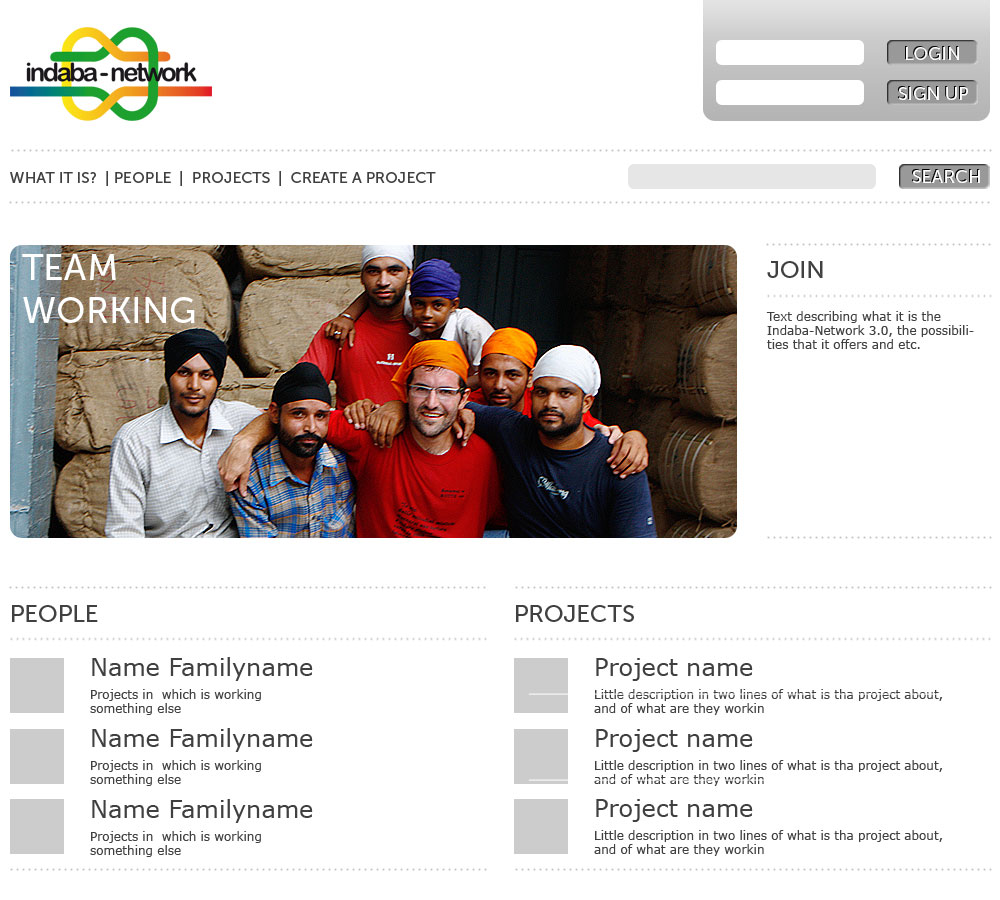 indaba-network
LOGIN
SIGN UP
WHAT IT IS? | PEOPLE | PROJECTS | CREATE A PROJECT
SEARCH
TEAM
WORKING
JOIN
Text describing what it is the
Indaba-Network 3.0, the possibili-
ties that it offers and etc.
PEOPLE
Name Familyname
Projects in which is working
something else
Name Familyname
Projects in which is working
something else
Name Familyname
Projects in which is working
something else
PROJECTS
Project name
Little description in two lines of what is tha project about,
and of what are they workin
Project name
Little description in two lines of what is tha project about,
and of what are they workin
Project name
Little description in two lines of what is tha project about,
and of what are they workin